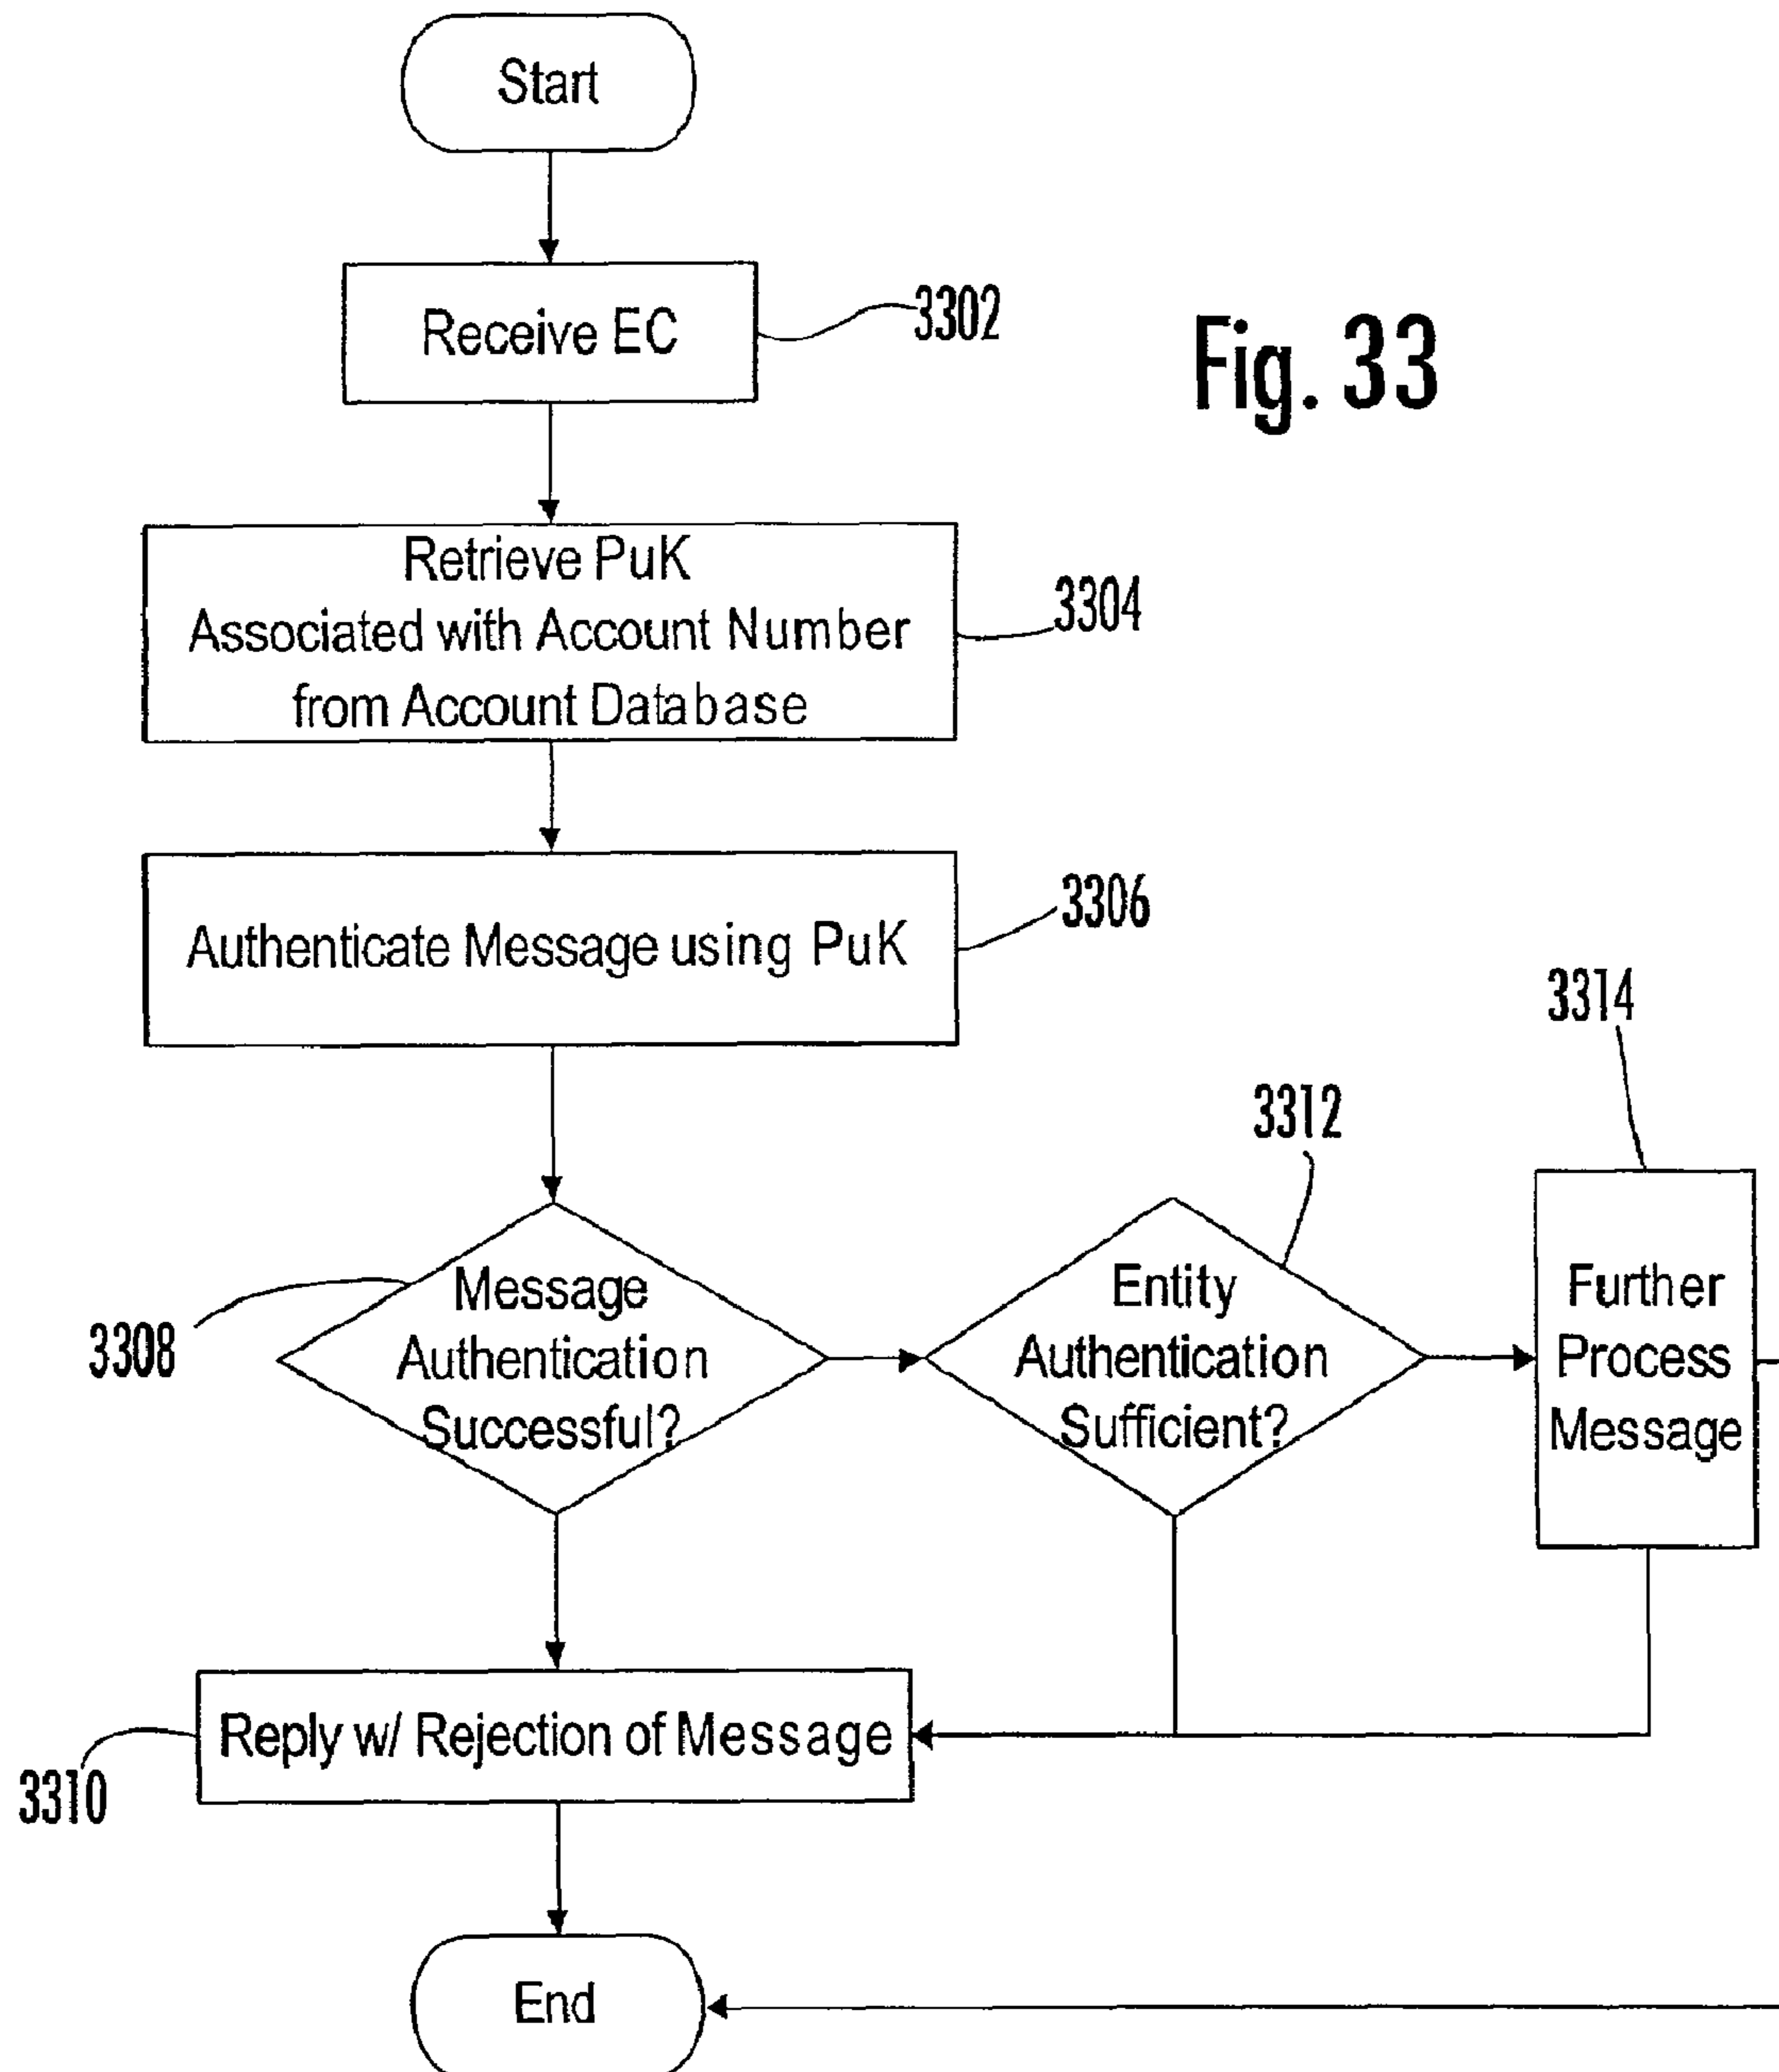 Start
Receive EC
3302
Fig. 33
Retrieve PuK
Associated with Account Number
from Account Database
3304
Authenticate Message using PuK
3306
3314
3312
Message
Authentication
Successful?
3308
Entity
Authentication
Sufficient?
Further
Process
Message
Reply w/ Rejection of Message
3310
End